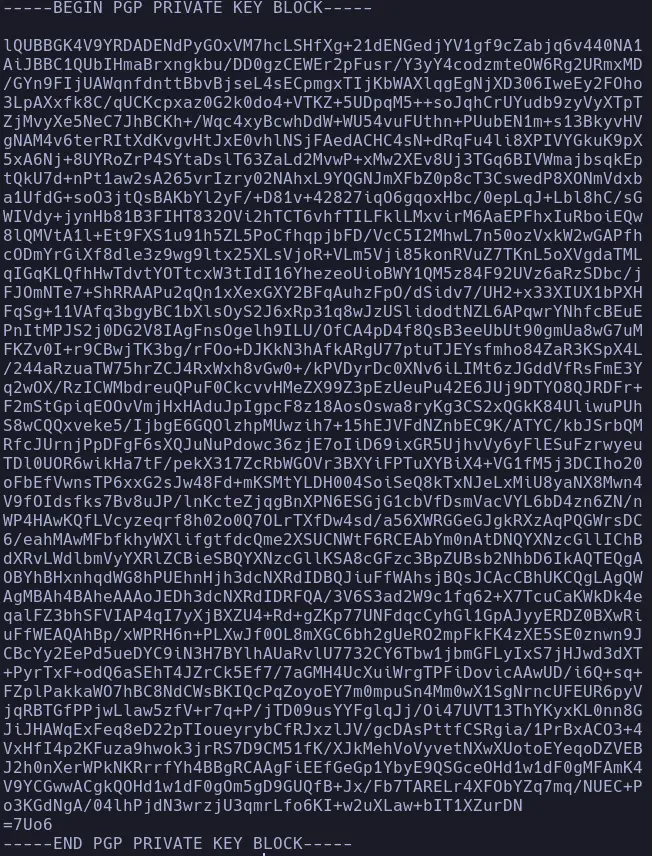 -----BEGIN PGP PRIVATE KEY BLOCK-----

lQUBBGK4V9YRDADENdPyGOxVM7hcLSHfXg+21dENGedjYV1gf9cZabjq6v440NA1
AiJBBC1QUbIHmaBrxngkbu/DD0gzCEWEr2pFusr/Y3yY4codzmteOW6Rg2URmxMD
/GYn9FIjUAWqnfdnttBbvBjseL4sECpmgxTIjKbWAXlqgEgNjXD306IweEy2FOho
3LpAXxfk8C/qUCKcpxaz0G2k0do4+VTKZ+5UDpqM5++soJqhCrUYudb9zyVyXTpT
ZjMvyXe5NeC7JhBCKh+/Wqc4xyBcwhDdW+WU54vuFUthn+PUubEN1m+s13BkyvHV
gNAM4v6terRItXdKvgvHtJxE0vhlNSjFAedACHC4sN+dRqFu4li8XPIVYGkuK9pX
5xA6Nj+8UYRoZrP4SYtaDslT63ZaLd2MvwP+xMw2XEv8Uj3TGq6BIVWmajbsqkEp
tQkU7d+nPt1aw2sA265vrIzry02NAhxL9YQGNJmXFbZ0p8cT3CswedP8XONmVdxb
a1UfdG+soO3jtQsBAKbYl2yF/+D81v+42827iqO6gqoxHbc/0epLqJ+Lbl8hC/sG
WIVdy+jynHb81B3FIHT832OVi2hTCT6vhfTILFklLMxvirM6AaEPFhxIuRboiEQw
8lQMVtA1l+Et9FXS1u91h5ZL5PoCfhqpjbFD/VcC5I2MhwL7n50ozVxkW2wGAPfh
cODmYrGiXf8dle3z9wg9ltx25XLsVjoR+VLm5Vji85konRVuZ7TKnL5oXVgdaTML
qIGqKLQfhHwTdvtYOTtcxW3tIdI16YhezeoUioBWY1QM5z84F92UVz6aRzSDbc/j
FJOmNTe7+ShRRAAPu2qQn1xXexGXY2BFqAuhzFpO/dSidv7/UH2+x33XIUX1bPXH
FqSg+11VAfq3bgyBC1bXlsOyS2J6xRp31q8wJzUSlidodtNZL6APqwrYNhfcBEuE
PnItMPJS2j0DG2V8IAgFnsOgelh9ILU/OfCA4pD4f8QsB3eeUbUt90gmUa8wG7uM
FKZv0I+r9CBwjTK3bg/rFOo+DJKkN3hAfkARgU77ptuTJEYsfmho84ZaR3KSpX4L
/244aRzuaTW75hrZCJ4RxWxh8vGw0+/kPVDyrDc0XNv6iLIMt6zJGddVfRsFmE3Y
q2wOX/RzICWMbdreuQPuF0CkcvvHMeZX99Z3pEzUeuPu42E6JUj9DTYO8QJRDFr+
F2mStGpiqEOOvVmjHxHAduJpIgpcF8z18AosOswa8ryKg3CS2xQGkK84UliwuPUh
S8wCQQxveke5/IjbgE6GQOlzhpMUwzih7+15hEJVFdNZnbEC9K/ATYC/kbJSrbQM
RfcJUrnjPpDFgF6sXQJuNuPdowc36zjE7oIiD69ixGR5UjhvVy6yFlESuFzrwyeu
TDl0UOR6wikHa7tF/pekX317ZcRbWGOVr3BXYiFPTuXYBiX4+VG1fM5j3DCIho20
oFbEfVwnsTP6xxG2sJw48Fd+mKSMtYLDH004SoiSeQ8kTxNJeLxMiU8yaNX8Mwn4
V9fOIdsfks7Bv8uJP/lnKcteZjqgBnXPN6ESGjG1cbVfDsmVacVYL6bD4zn6ZN/n
WP4HAwKQfLVcyzeqrf8h02o0Q7OLrTXfDw4sd/a56XWRGGeGJgkRXzAqPQGWrsDC
6/eahMAwMFbfkhyWXlifgtfdcQme2XSUCNWtF6RCEAbYm0nAtDNQYXNzcGllIChB
dXRvLWdlbmVyYXRlZCBieSBQYXNzcGllKSA8cGFzc3BpZUBsb2NhbD6IkAQTEQgA
OBYhBHxnhqdWG8hPUEhnHjh3dcNXRdIDBQJiuFfWAhsjBQsJCAcCBhUKCQgLAgQW
AgMBAh4BAheAAAoJEDh3dcNXRdIDRFQA/3V6S3ad2W9c1fq62+X7TcuCaKWkDk4e
qalFZ3bhSFVIAP4qI7yXjBXZU4+Rd+gZKp77UNFdqcCyhGl1GpAJyyERDZ0BXwRi
uFfWEAQAhBp/xWPRH6n+PLXwJf0OL8mXGC6bh2gUeRO2mpFkFK4zXE5SE0znwn9J
CBcYy2EePd5ueDYC9iN3H7BYlhAUaRvlU7732CY6Tbw1jbmGFLyIxS7jHJwd3dXT
+PyrTxF+odQ6aSEhT4JZrCk5Ef7/7aGMH4UcXuiWrgTPFiDovicAAwUD/i6Q+sq+
FZplPakkaWO7hBC8NdCWsBKIQcPqZoyoEY7m0mpuSn4Mm0wX1SgNrncUFEUR6pyV
jqRBTGfPPjwLlaw5zfV+r7q+P/jTD09usYYFglqJj/Oi47UVT13ThYKyxKL0nn8G
JiJHAWqExFeq8eD22pTIoueyrybCfRJxzlJV/gcDAsPttfCSRgia/1PrBxACO3+4
VxHfI4p2KFuza9hwok3jrRS7D9CM51fK/XJkMehVoVyvetNXwXUotoEYeqoDZVEB
J2h0nXerWPkNKRrrfYh4BBgRCAAgFiEEfGeGp1YbyE9QSGceOHd1w1dF0gMFAmK4
V9YCGwwACgkQOHd1w1dF0gOm5gD9GUQfB+Jx/Fb7TARELr4XFObYZq7mq/NUEC+P
o3KGdNgA/04lhPjdN3wrzjU3qmrLfo6KI+w2uXLaw+bIT1XZurDN
=7Uo6
-----END PGP PRIVATE KEY BLOCK-----